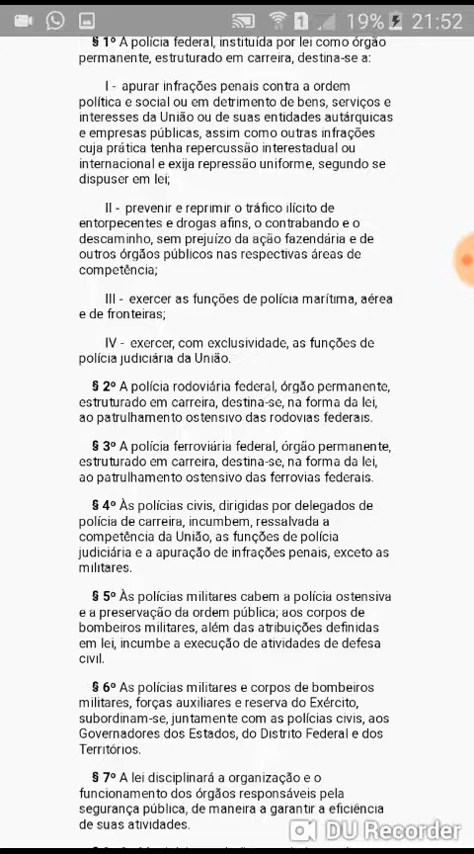 1 19% 21:52
§ 1º A polícia federal, instituída por lei como órgão
permanente, estruturado em carreira, destina-se a:
I - apurar infrações penais contra a ordem
política e social ou em detrimento de bens, serviços e
interesses da União ou de suas entidades autárquicas
e empresas públicas, assim como outras infrações
cuja prática tenha repercussão interestadual ou
internacional e exija repressão uniforme, segundo se
dispuser em lei;
II - prevenir e reprimir o tráfico ilícito de
entorpecentes e drogas afins, o contrabando e o
descaminho, sem prejuízo da ação fazendária e de
outros órgãos públicos nas respectivas áreas de
competência;
III - exercer as funções de polícia marítima, aérea
e de fronteiras;
IV - exercer, com exclusividade, as funções de
polícia judiciária da União.
§ 2º A polícia rodoviária federal, órgão permanente,
estruturado em carreira, destina-se, na forma da lei,
ao patrulhamento ostensivo das rodovias federais.
§ 3º A polícia ferroviária federal, órgão permanente,
estruturado em carreira, destina-se, na forma da lei,
ao patrulhamento ostensivo das ferrovias federais.
§ 4º Às polícias civis, dirigidas por delegados de
polícia de carreira, incumbem, ressalvada a
competência da União, as funções de polícia
judiciária e a apuração de infrações penais, exceto as
militares.
§ 5º Às polícias militares cabem a polícia ostensiva
e a preservação da ordem pública; aos corpos de
bombeiros militares, além das atribuições definidas
em lei, incumbe a execução de atividades de defesa
civil.
§ 6º As polícias militares e corpos de bombeiros
militares, forças auxiliares e reserva do Exército,
subordinam-se, juntamente com as polícias civis, aos
Governadores dos Estados, do Distrito Federal e dos
Territórios.
§ 7º A lei disciplinará a organização e o
funcionamento dos órgãos responsáveis pela
segurança pública, de maneira a garantir a eficiência
de suas atividades.
DU Recorder